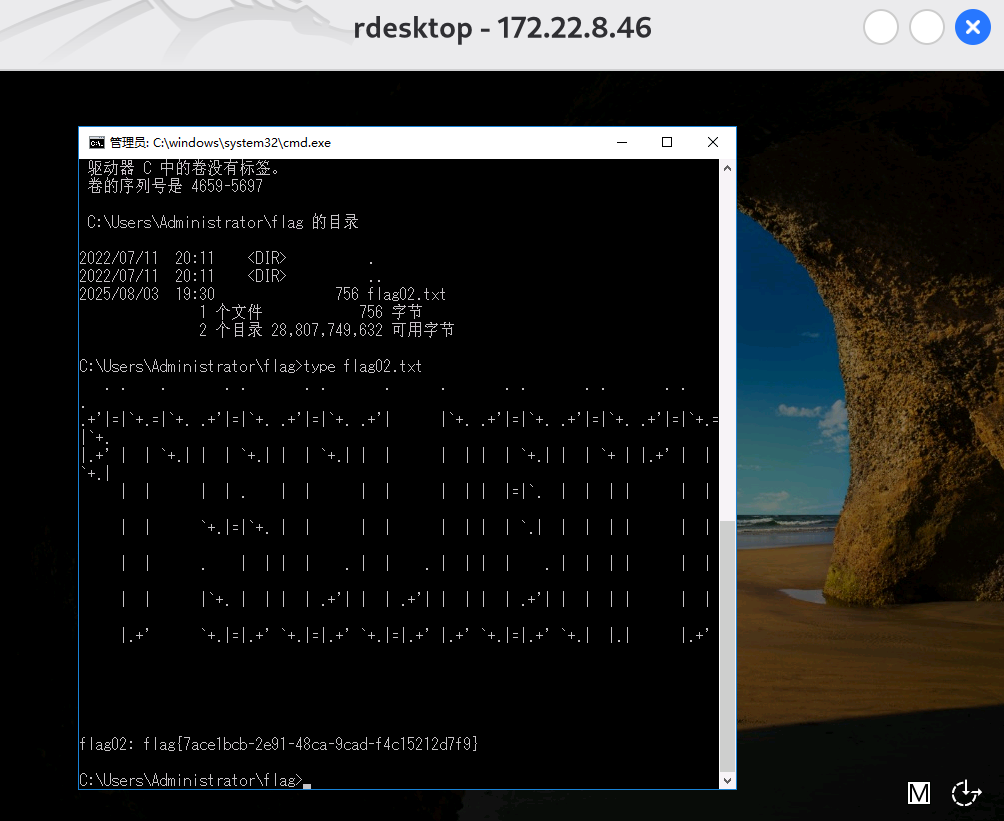 rdesktop - 172.22.8.46
管理员: C:\windows\system32\cmd.exe
驱动器 C 中的卷没有标签。
卷的序列号是 4659-5697
C:\Users\Administrator\flag 的目录
2022/07/11  20:11    <DIR>          .
2022/07/11  20:11    <DIR>          ..
2025/08/03  19:30               756 flag02.txt
1 个文件            756 字节
2 个目录 28,807,749,632 可用字节
C:\Users\Administrator\flag>type flag02.txt
   . .    .       . .       . .       .      .       . .       . .       . .
.
.+'|=|`+.=|`+. .+'|=|`+. .+'|=|`+. .+'|      |`+. .+'|=|`+. .+'|=|`+. .+'|=|`+.=
|`+.
|.+' |  | `+.| |  | `+.| |  | `+.| |  |      |  | |  | `+.| |  | `+ | |.+' |  |
`+.|
     |  |      |  | .    |  |      |  |      |  | |  |=|`.  |  |  | |      |  |
     |  |      `+.|=|`+. |  |      |  |      |  | |  | `.|  |  |  | |      |  |
     |  |      .    |  | |  |    . |  |    . |  | |  |    . |  |  | |      |  |
     |  |      |`+. |  | |  | .+'| |  | .+'| |  | |  | .+'| |  |  | |      |  |
     |.+'      `+.|=|.+' `+.|=|.+' `+.|=|.+' |.+' `+.|=|.+' `+.|  |.|      |.+'
flag02: flag{7ace1bcb-2e91-48ca-9cad-f4c15212d7f9}
C:\Users\Administrator\flag>